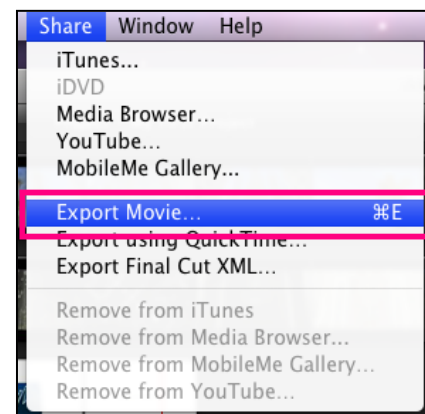 Share Window Help
iTunes...
iDVD
Media Browser...
YouTube...
MobileMe Gallery...
Export Movie... ⌘E
Export using QuickTime...
Export Final Cut XML...
Remove from iTunes
Remove from Media Browser...
Remove from MobileMe Gallery...
Remove from YouTube...